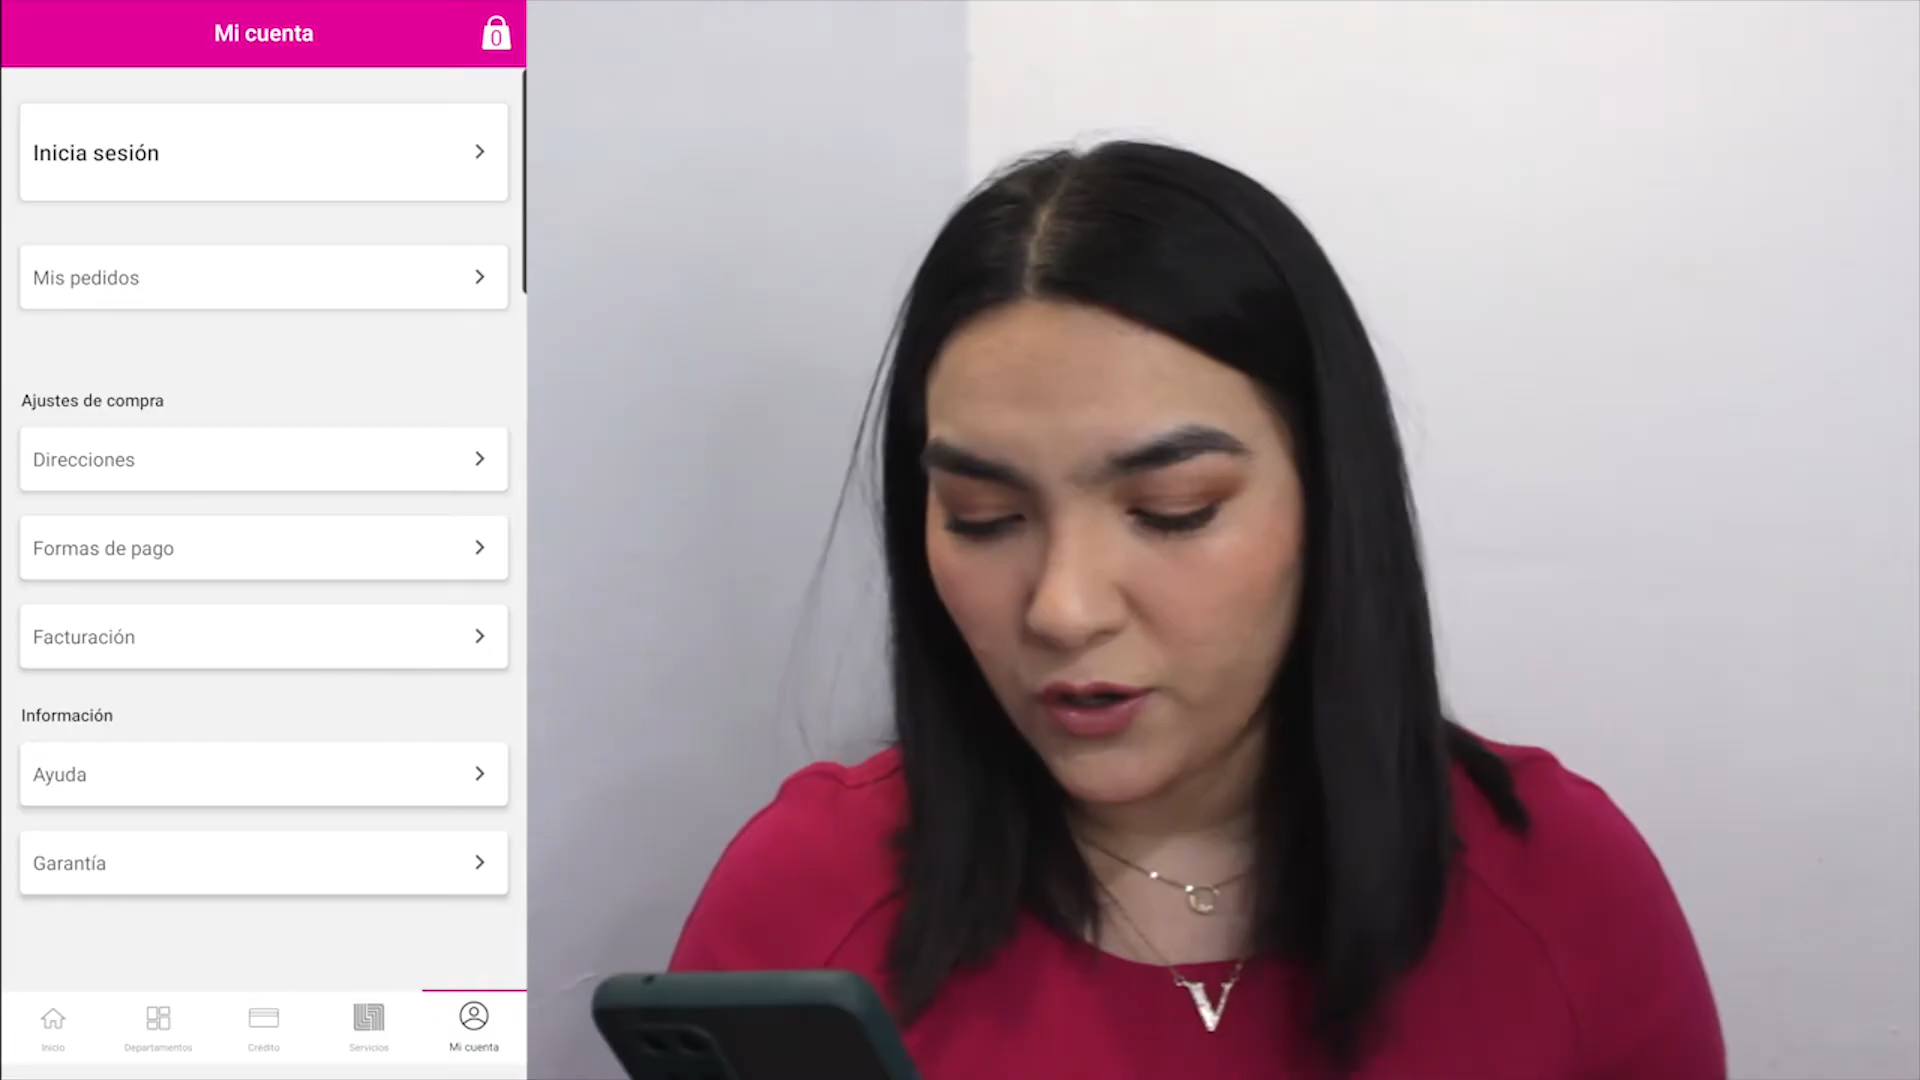 Mi cuenta
0
Inicia sesión
Mis pedidos
Ajustes de compra
Direcciones
Formas de pago
Facturación
Información
Ayuda
Garantía
Inicio
Departamentos
Crédito
Servicios
Mi cuenta
V